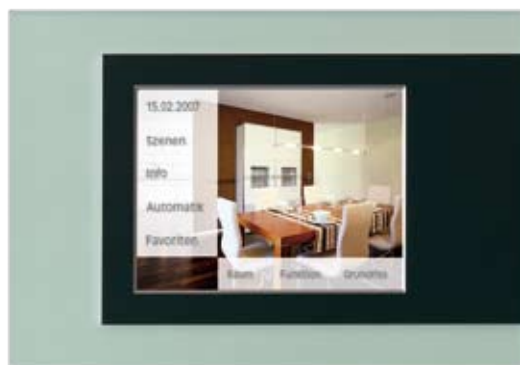 15.02.2007
Szenen
Info
Automatik
Favoriten
Raum Funktion Grundriss